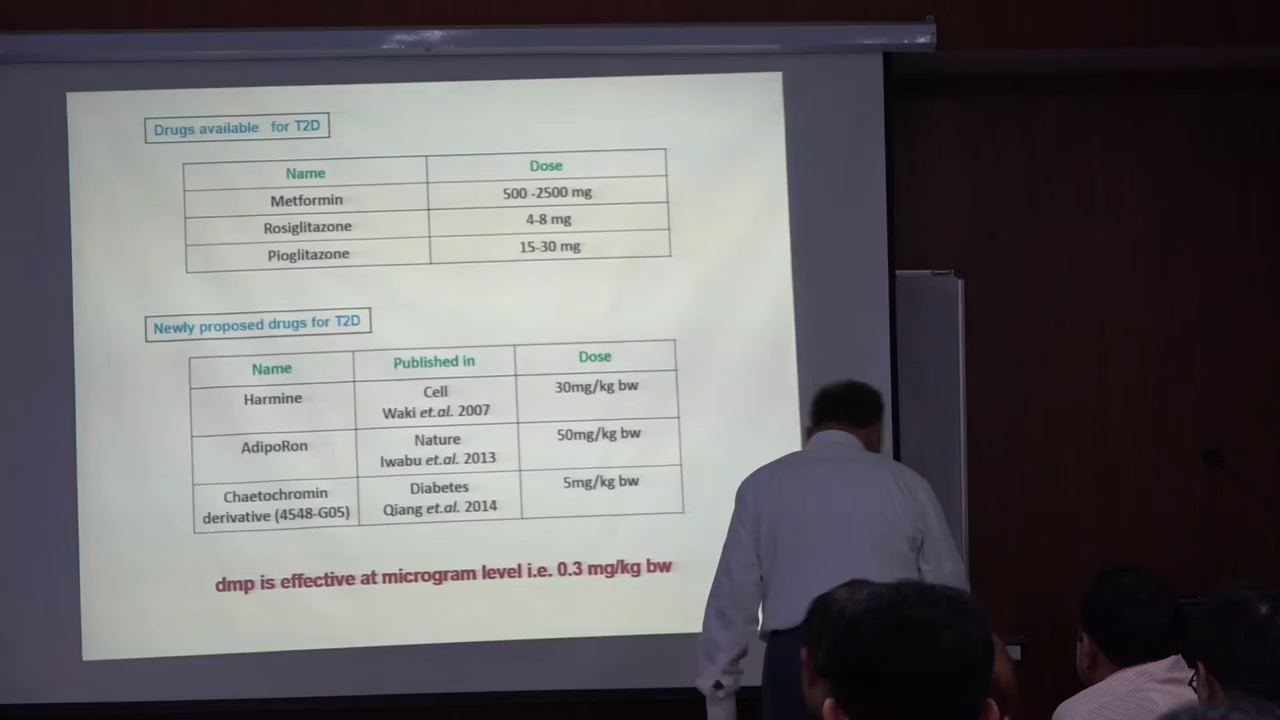 Drugs available for T2D
Name Dose
Metformin 500 -2500 mg
Rosiglitazone 4-8 mg
Pioglitazone 15-30 mg
Newly proposed drugs for T2D
Name Published in Dose
Harmine Cell 30mg/kg bw
Waki et.al. 2007
AdipoRon Nature 50mg/kg bw
Iwabu et.al. 2013
Chaetochromin Diabetes 5mg/kg bw
derivative (4548-G05) Qiang et.al. 2014
dmp is effective at microgram level i.e. 0.3 mg/kg bw